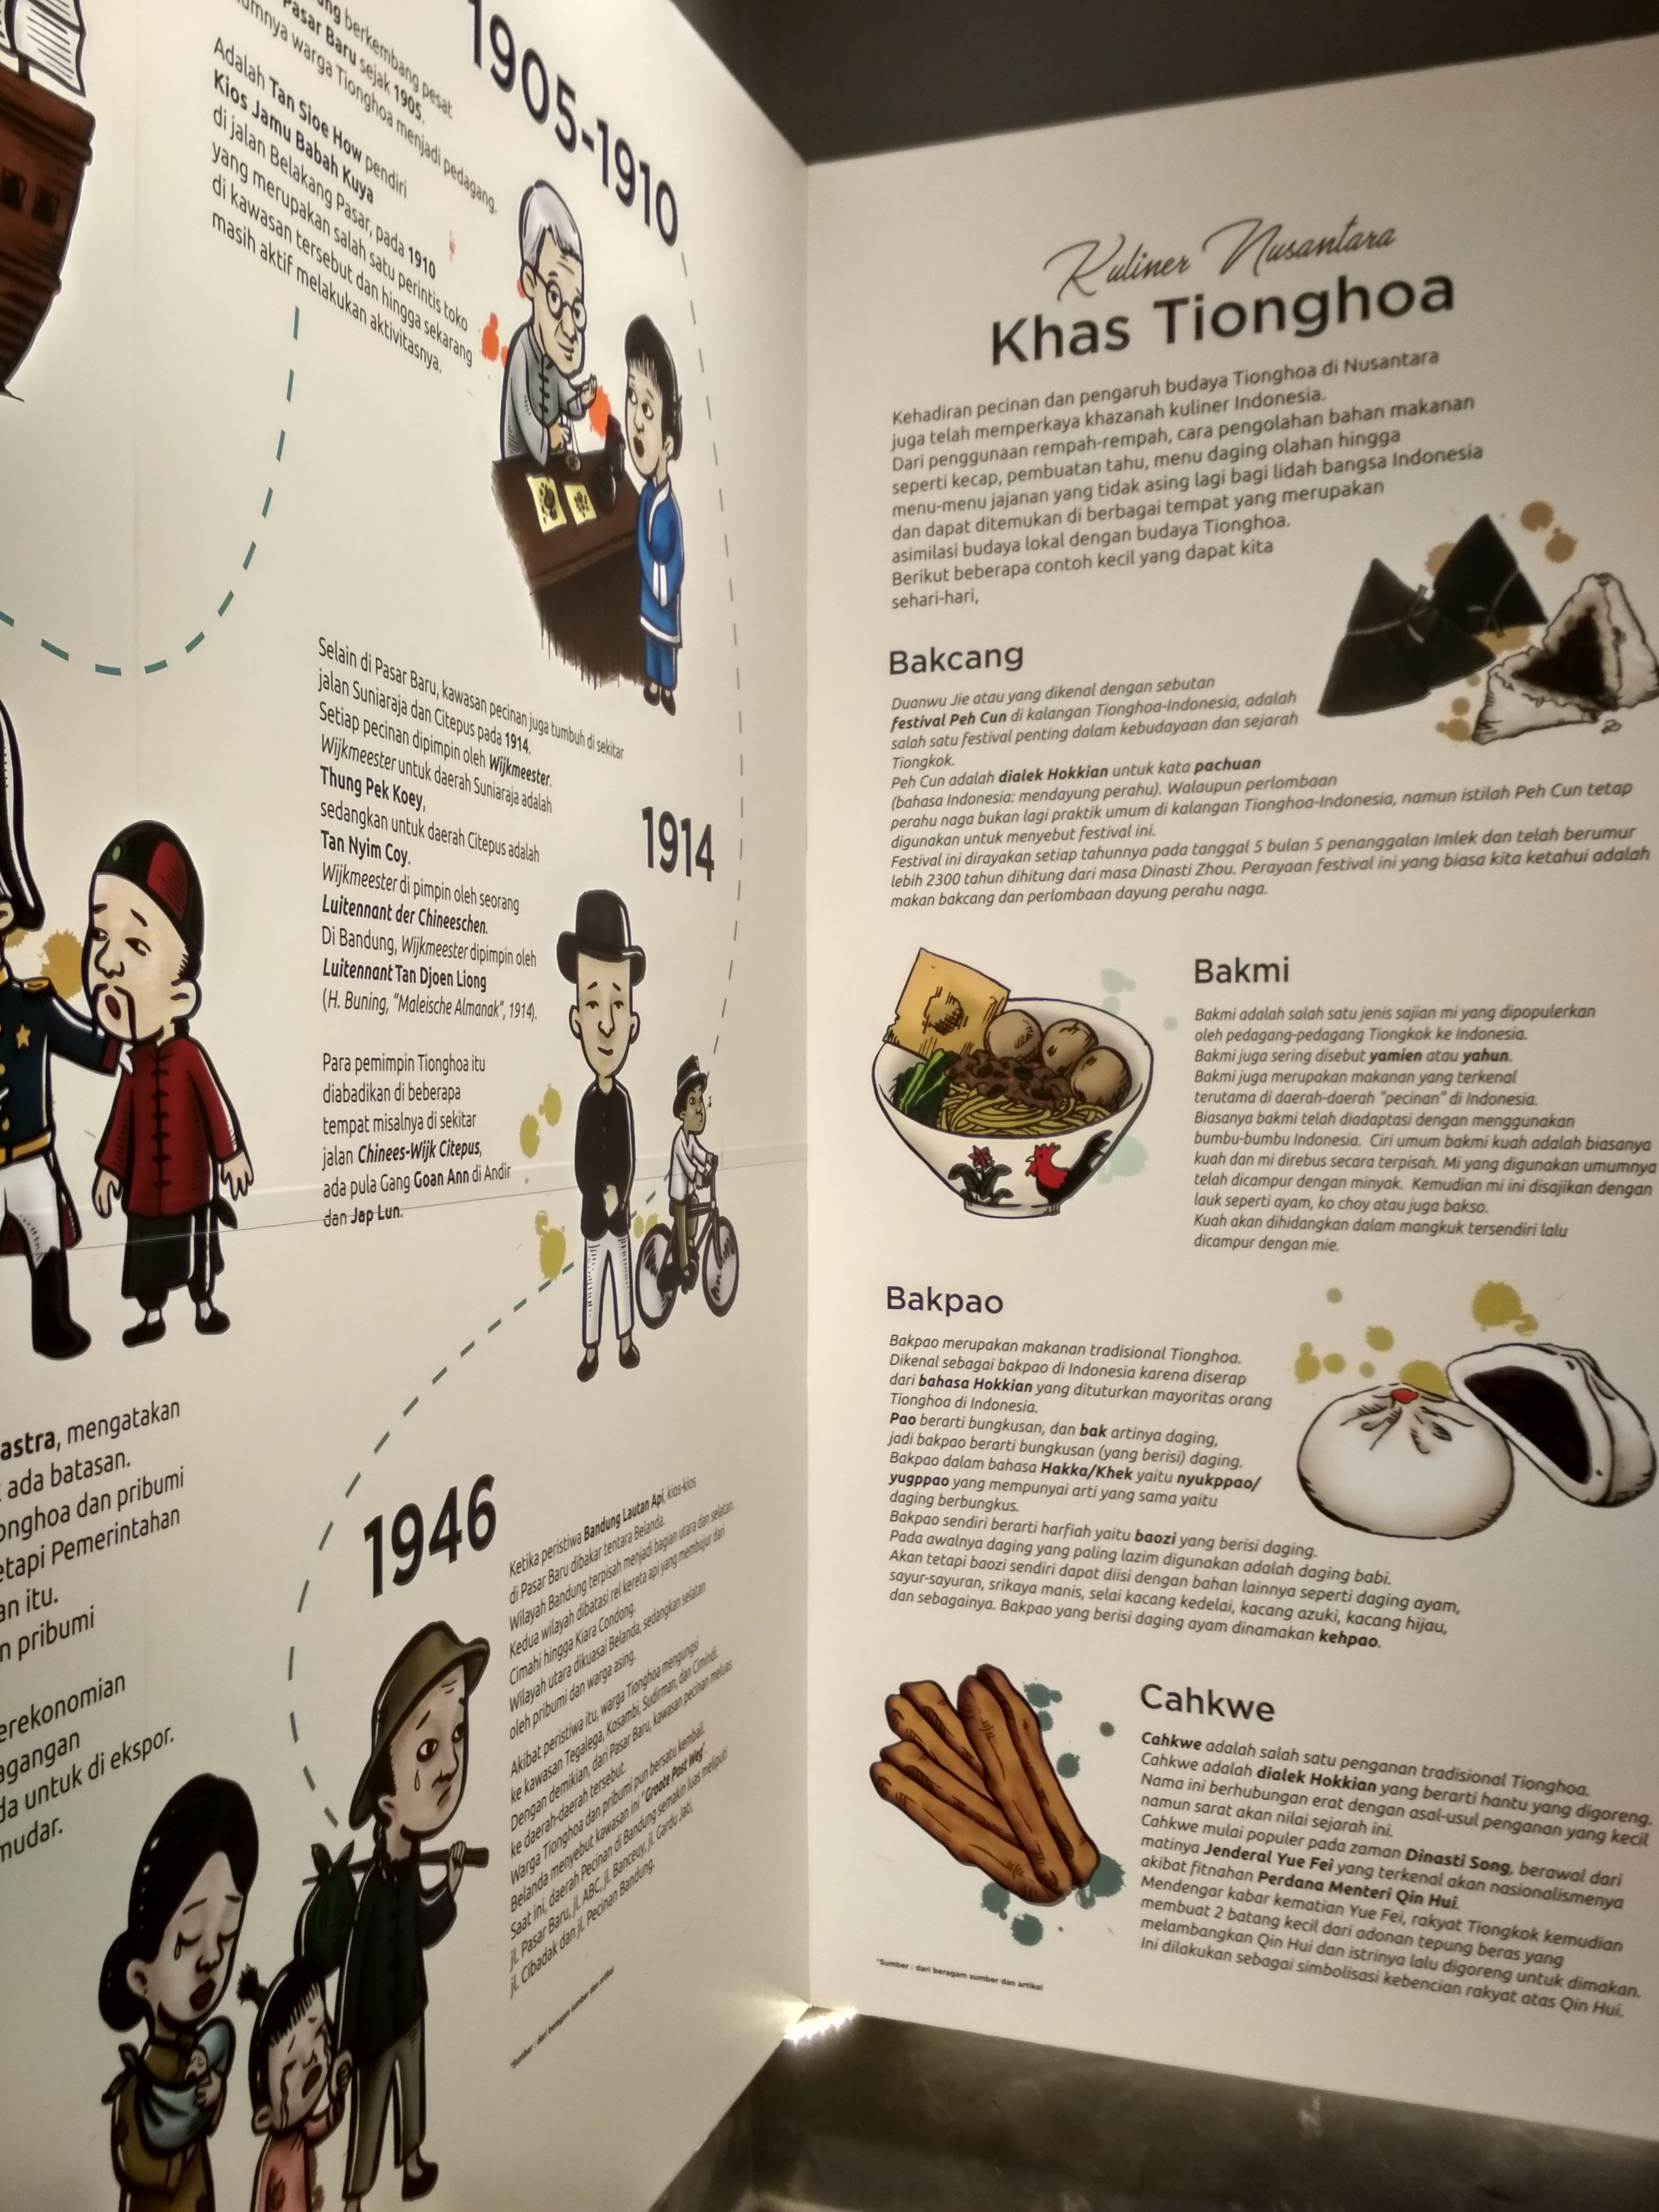 berkembang pesat
Pasar Baru sejak 1905.
umnya warga Tionghoa menjadi pedagang.
1905-1910
Adalah Tan Sioe How pendiri
Kios Jamu Babah Kuya
di jalan Belakang Pasar, pada 1910
yang merupakan salah satu perintis toko
di kawasan tersebut dan hingga sekarang
masih aktif melakukan aktivitasnya.
Selain di Pasar Baru, kawasan pecinan juga tumbuh di sekitar
jalan Suniaraja dan Citepus pada 1914.
Setiap pecinan dipimpin oleh Wijkmeester.
Wijkmeester untuk daerah Suniaraja adalah
Thung Pek Koey,
sedangkan untuk daerah Citepus adalah
Tan Nyim Coy.
Wijkmeester di pimpin oleh seorang
Luitennant der Chineeschen.
Di Bandung, Wijkmeester dipimpin oleh
Luitennant Tan Djoen Liong
(H. Buning, "Maleische Almanak", 1914).
1914
Para pemimpin Tionghoa itu
diabadikan di beberapa
tempat misalnya di sekitar
jalan Chinees-Wijk Citepus,
ada pula Gang Goan Ann di Andir
dan Jap Lun.
astra, mengatakan
ada batasan.
onghoa dan pribumi
etapi Pemerintahan
an itu.
n pribumi
erekonomian
agangan
da untuk di ekspor.
mudar.
1946
Ketika peristiwa Bandung Lautan Api, kios-kios
di Pasar Baru dibakar tentara Belanda.
Wilayah Bandung terpisah menjadi bagian utara dan selatan.
Kedua wilayah dibatasi rel kereta api yang membujur dari
Cimahi hingga Kiara Condong.
Wilayah utara dikuasai Belanda, sedangkan selatan
oleh pribumi dan warga asing.
Akibat peristiwa itu, warga Tionghoa mengungsi
ke kawasan Tegalega, Kosambi, Sudirman, dan Cimindi.
Dengan demikian, dari Pasar Baru, kawasan pecinan meluas
ke daerah-daerah tersebut.
Warga Tionghoa dan pribumi pun bersatu kembali.
Belanda menyebut kawasan ini "Groote Post Weg".
Saat ini, daerah Pecinan di Bandung semakin luas meliputi
jl. Pasar Baru, jl. ABC, jl. Banceuy, jl. Gardu Jati,
jl. Cibadak dan jl. Pecinan Bandung.
*Sumber : dari beragam sumber dan artikel
Kuliner Nusantara
Khas Tionghoa
Kehadiran pecinan dan pengaruh budaya Tionghoa di Nusantara
juga telah memperkaya khazanah kuliner Indonesia.
Dari penggunaan rempah-rempah, cara pengolahan bahan makanan
seperti kecap, pembuatan tahu, menu daging olahan hingga
menu-menu jajanan yang tidak asing lagi bagi lidah bangsa Indonesia
dan dapat ditemukan di berbagai tempat yang merupakan
asimilasi budaya lokal dengan budaya Tionghoa.
Berikut beberapa contoh kecil yang dapat kita
sehari-hari,
Bakcang
Duanwu Jie atau yang dikenal dengan sebutan
festival Peh Cun di kalangan Tionghoa-Indonesia, adalah
salah satu festival penting dalam kebudayaan dan sejarah
Tiongkok.
Peh Cun adalah dialek Hokkian untuk kata pachuan
(bahasa Indonesia: mendayung perahu). Walaupun perlombaan
perahu naga bukan lagi praktik umum di kalangan Tionghoa-Indonesia, namun istilah Peh Cun tetap
digunakan untuk menyebut festival ini.
Festival ini dirayakan setiap tahunnya pada tanggal 5 bulan 5 penanggalan Imlek dan telah berumur
lebih 2300 tahun dihitung dari masa Dinasti Zhou. Perayaan festival ini yang biasa kita ketahui adalah
makan bakcang dan perlombaan dayung perahu naga.
Bakmi
Bakmi adalah salah satu jenis sajian mi yang dipopulerkan
oleh pedagang-pedagang Tiongkok ke Indonesia.
Bakmi juga sering disebut yamien atau yahun.
Bakmi juga merupakan makanan yang terkenal
terutama di daerah-daerah "pecinan" di Indonesia.
Biasanya bakmi telah diadaptasi dengan menggunakan
bumbu-bumbu Indonesia. Ciri umum bakmi kuah adalah biasanya
kuah dan mi direbus secara terpisah. Mi yang digunakan umumnya
telah dicampur dengan minyak. Kemudian mi ini disajikan dengan
lauk seperti ayam, ko choy atau juga bakso.
Kuah akan dihidangkan dalam mangkuk tersendiri lalu
dicampur dengan mie.
Bakpao
Bakpao merupakan makanan tradisional Tionghoa.
Dikenal sebagai bakpao di Indonesia karena diserap
dari bahasa Hokkian yang dituturkan mayoritas orang
Tionghoa di Indonesia.
Pao berarti bungkusan, dan bak artinya daging,
jadi bakpao berarti bungkusan (yang berisi) daging.
Bakpao dalam bahasa Hakka/Khek yaitu nyukppao/
yugppao yang mempunyai arti yang sama yaitu
daging berbungkus.
Bakpao sendiri berarti harfiah yaitu baozi yang berisi daging.
Pada awalnya daging yang paling lazim digunakan adalah daging babi.
Akan tetapi baozi sendiri dapat diisi dengan bahan lainnya seperti daging ayam,
sayur-sayuran, srikaya manis, selai kacang kedelai, kacang azuki, kacang hijau,
dan sebagainya. Bakpao yang berisi daging ayam dinamakan kehpao.
Cahkwe
Cahkwe adalah salah satu penganan tradisional Tionghoa.
Cahkwe adalah dialek Hokkian yang berarti hantu yang digoreng.
Nama ini berhubungan erat dengan asal-usul penganan yang kecil
namun sarat akan nilai sejarah ini.
Cahkwe mulai populer pada zaman Dinasti Song, berawal dari
matinya Jenderal Yue Fei yang terkenal akan nasionalismenya
akibat fitnahan Perdana Menteri Qin Hui.
Mendengar kabar kematian Yue Fei, rakyat Tiongkok kemudian
membuat 2 batang kecil dari adonan tepung beras yang
melambangkan Qin Hui dan istrinya lalu digoreng untuk dimakan.
Ini dilakukan sebagai simbolisasi kebencian rakyat atas Qin Hui.
*Sumber : dari beragam sumber dan artikel